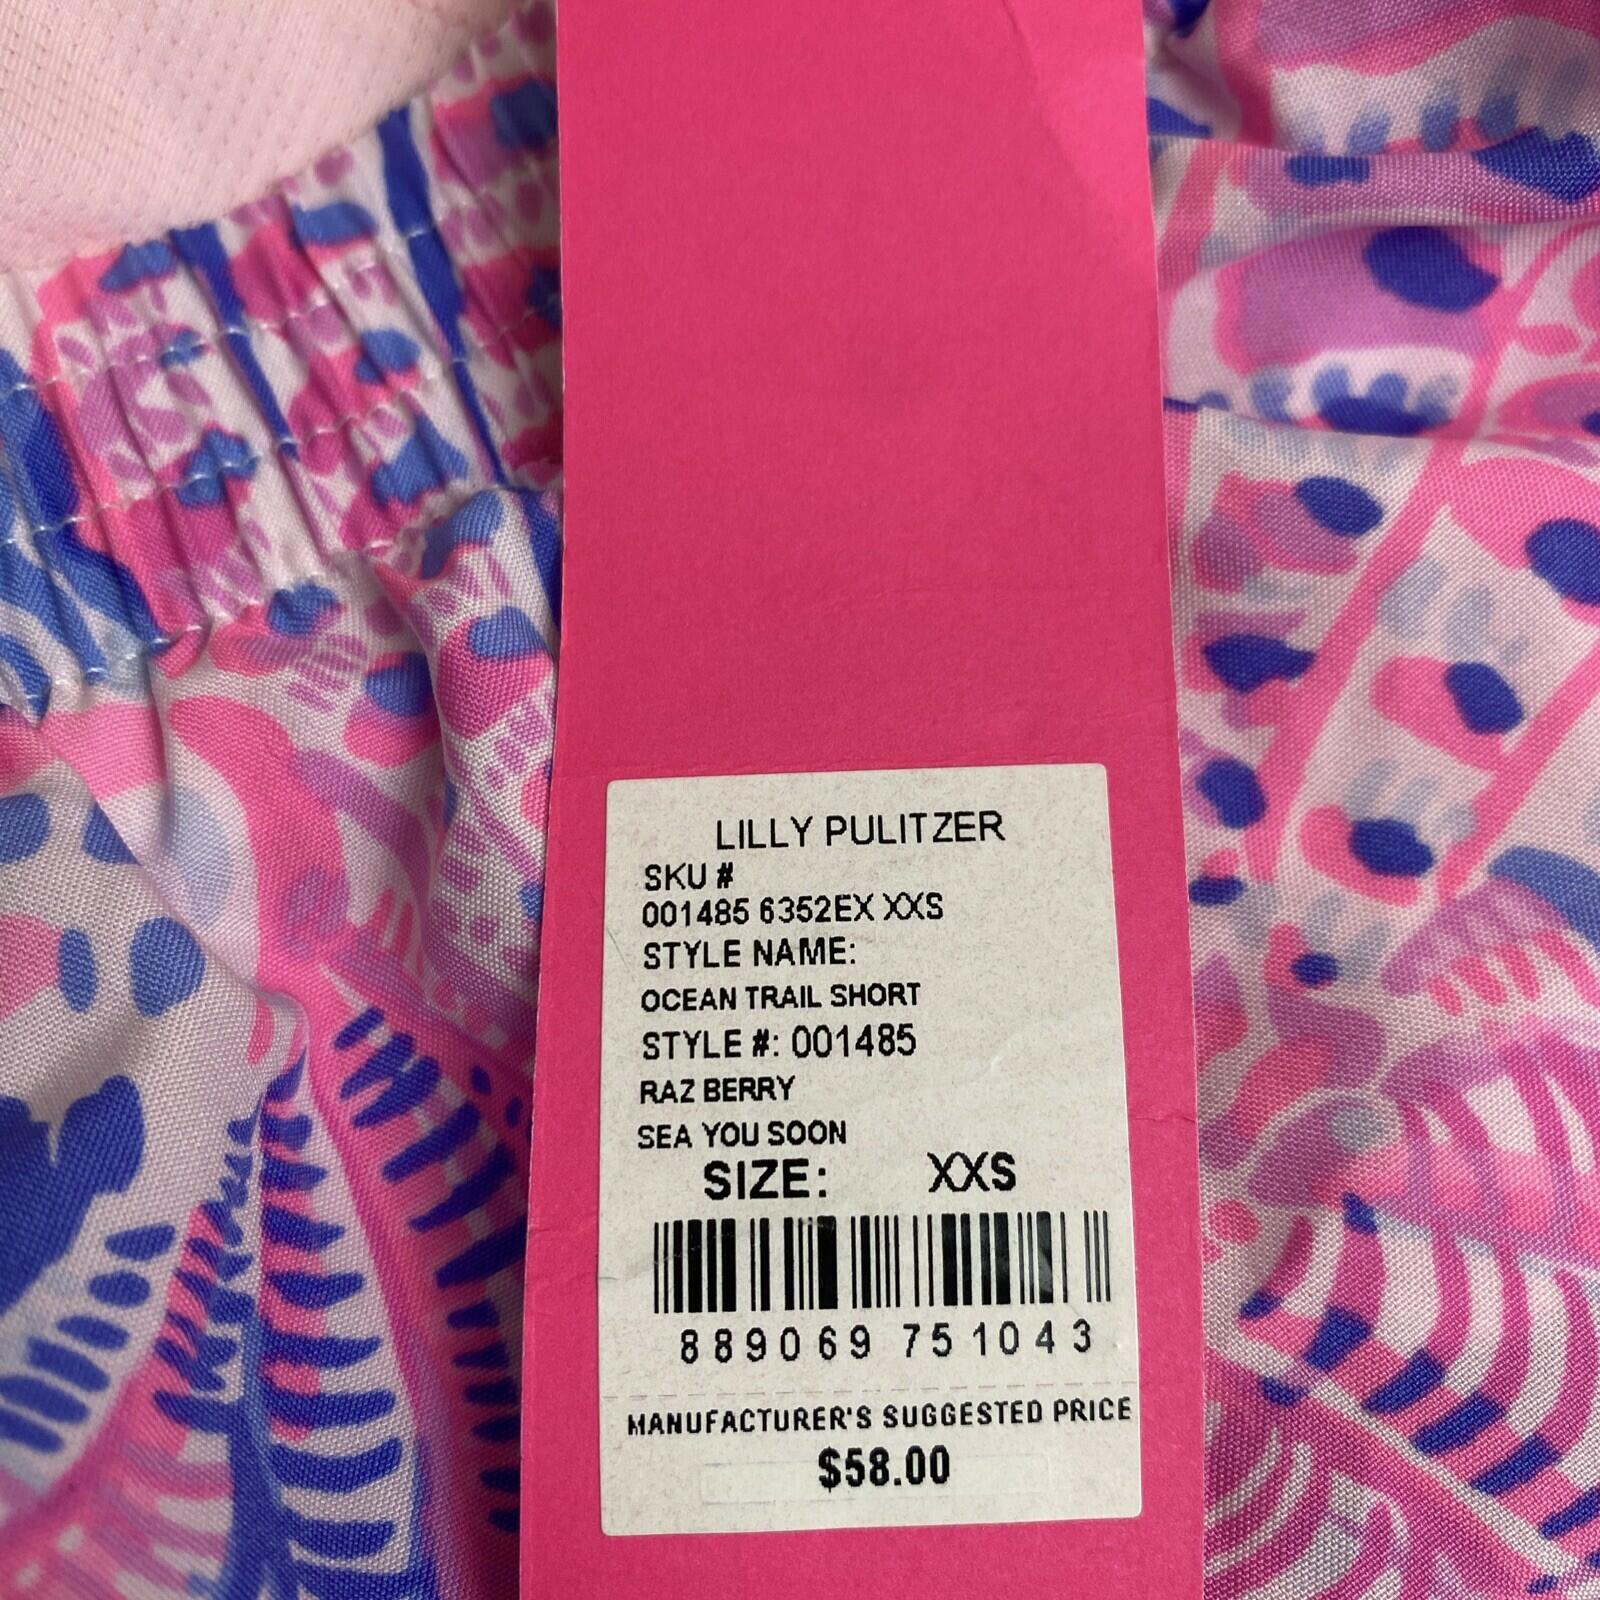 LILLY PULITZER
SKU #
001485 6352EX XXS
STYLE NAME:
OCEAN TRAIL SHORT
STYLE #: 001485
RAZ BERRY
SEA YOU SOON
SIZE: XXS
889069 751043
MANUFACTURER'S SUGGESTED PRICE
$58.00